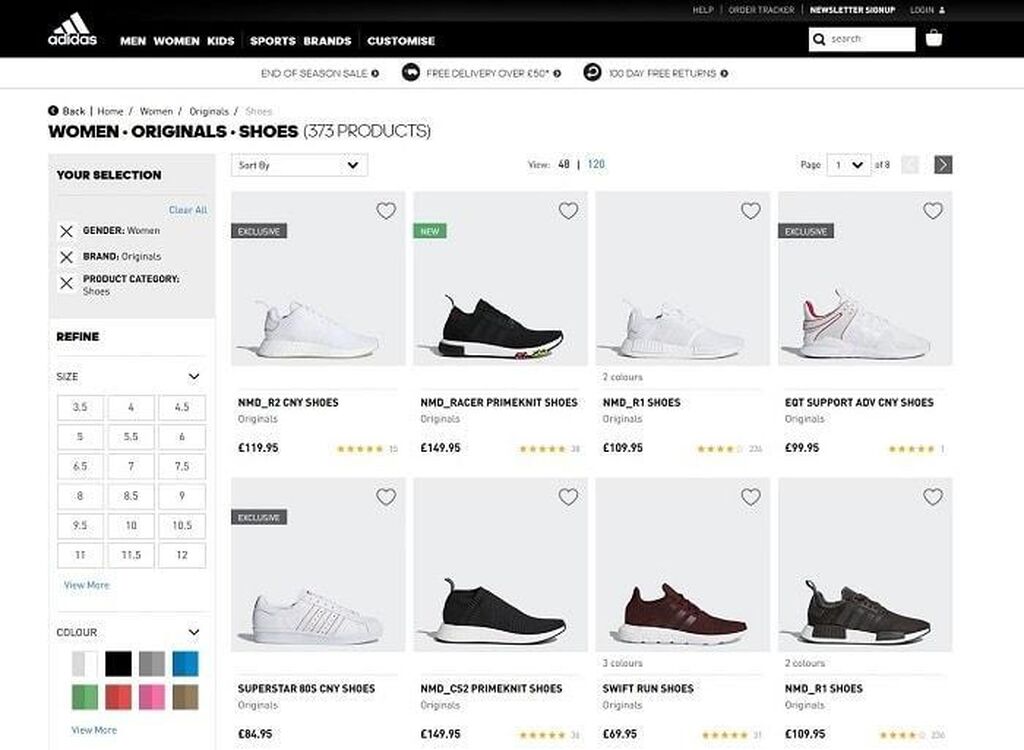 HELP | ORDER TRACKER | NEWSLETTER SIGNUP LOGIN
adidas
MEN WOMEN KIDS SPORTS BRANDS CUSTOMISE
search
END OF SEASON SALE FREE DELIVERY OVER £50* 100 DAY FREE RETURNS
Back | Home / Women / Originals / Shoes
WOMEN · ORIGINALS · SHOES (373 PRODUCTS)
YOUR SELECTION
Clear All
GENDER: Women
BRAND: Originals
PRODUCT CATEGORY:
Shoes
REFINE
SIZE
3.5 4 4.5
5 5.5 6
6.5 7 7.5
8 8.5 9
9.5 10 10.5
11 11.5 12
View More
COLOUR
View More
Sort By View: 48 | 120 Page 1 of 8
EXCLUSIVE NEW EXCLUSIVE
2 colours
NMD_R2 CNY SHOES NMD_RACER PRIMEKNIT SHOES NMD_R1 SHOES EQT SUPPORT ADV CNY SHOES
Originals Originals Originals Originals
£119.95 15 £149.95 38 £109.95 £99.95 1
EXCLUSIVE
3 colours 2 colours
SUPERSTAR 80S CNY SHOES NMD_CS2 PRIMEKNIT SHOES SWIFT RUN SHOES NMD_R1 SHOES
Originals Originals Originals Originals
£84.95 £149.95 36 £69.95 31 £109.95 236